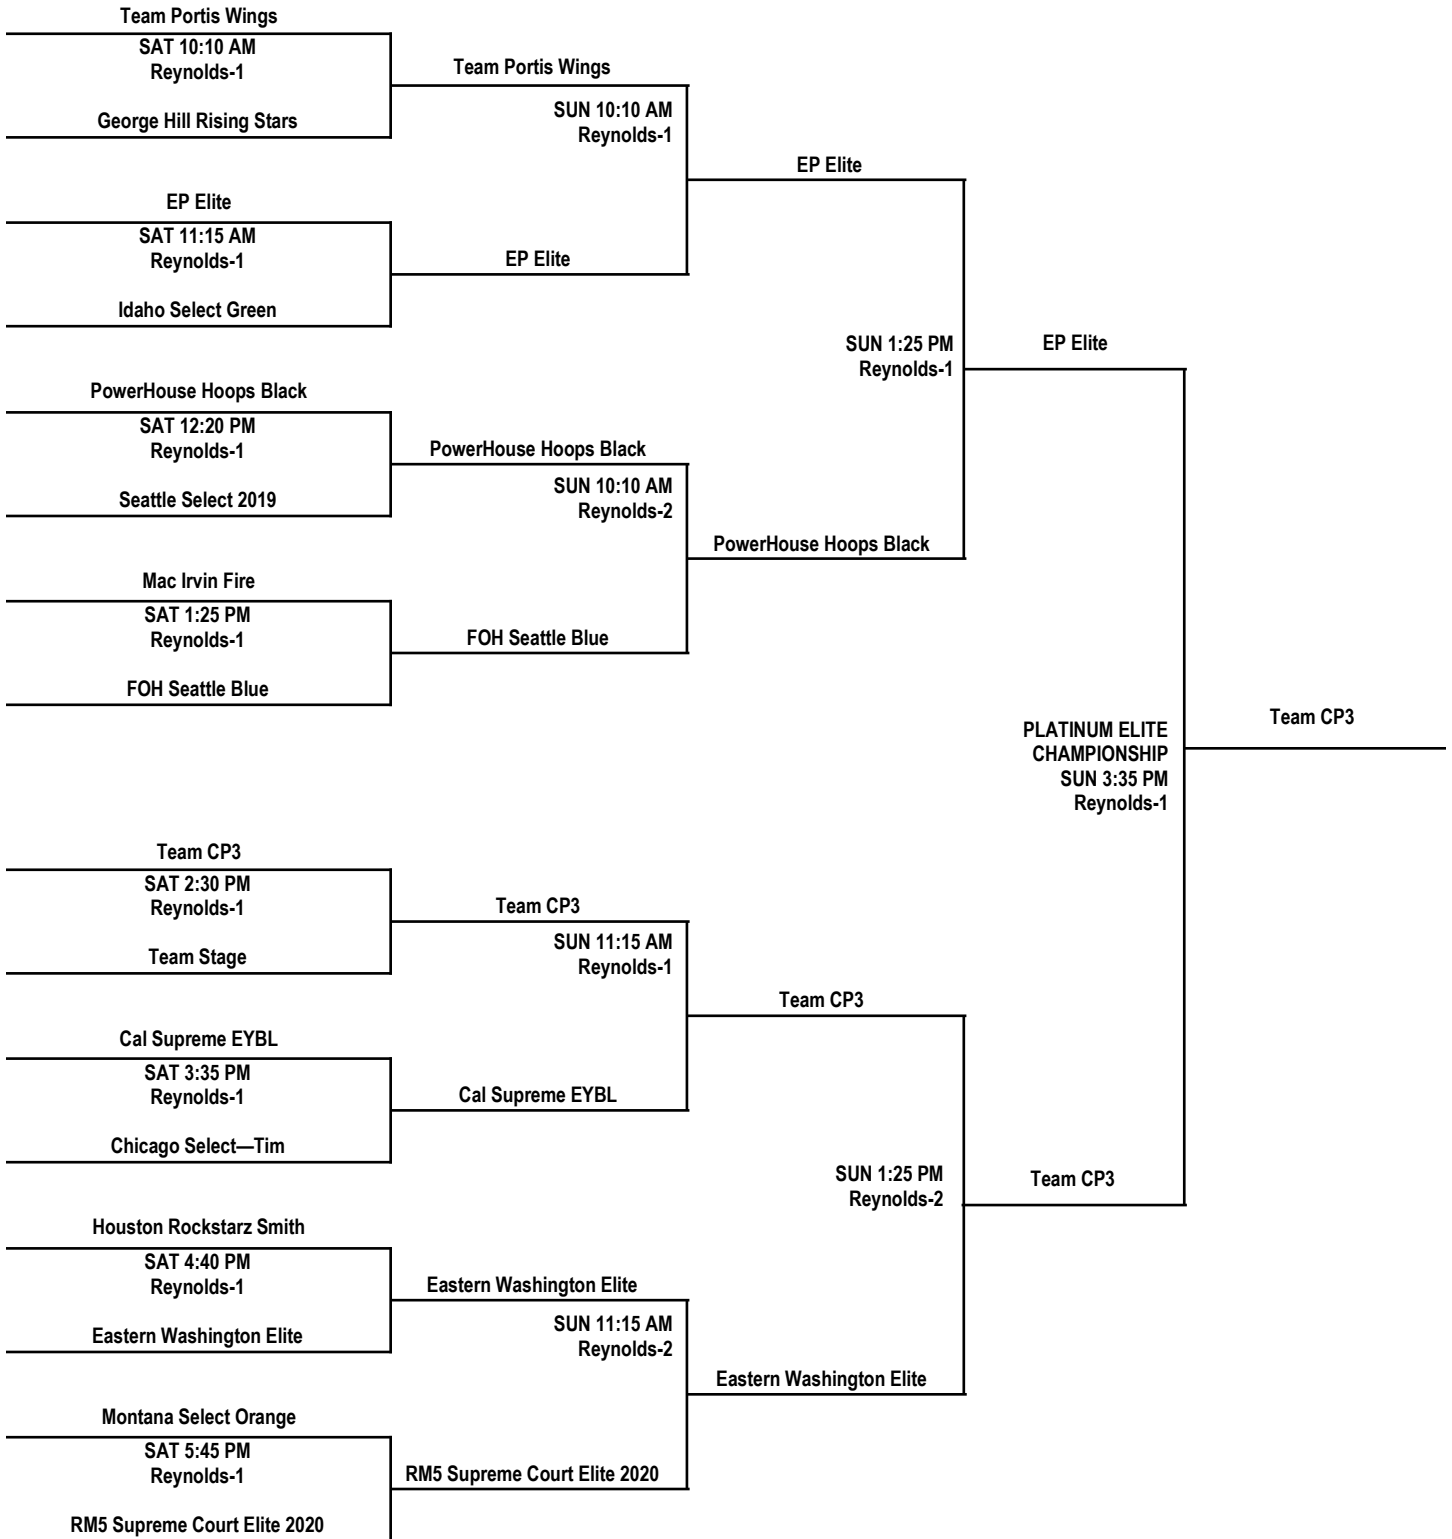 Team Portis Wings
SAT 10:10 AM
Reynolds-1
George Hill Rising Stars
EP Elite
SAT 11:15 AM
Reynolds-1
Idaho Select Green
PowerHouse Hoops Black
SAT 12:20 PM
Reynolds-1
Seattle Select 2019
Mac Irvin Fire
SAT 1:25 PM
Reynolds-1
FOH Seattle Blue
Team CP3
SAT 2:30 PM
Reynolds-1
Team Stage
Cal Supreme EYBL
SAT 3:35 PM
Reynolds-1
Chicago Select—Tim
Houston Rockstarz Smith
SAT 4:40 PM
Reynolds-1
Eastern Washington Elite
Montana Select Orange
SAT 5:45 PM
Reynolds-1
RM5 Supreme Court Elite 2020
Team Portis Wings
SUN 10:10 AM
Reynolds-1
EP Elite
PowerHouse Hoops Black
SUN 10:10 AM
Reynolds-2
FOH Seattle Blue
Team CP3
SUN 11:15 AM
Reynolds-1
Cal Supreme EYBL
Eastern Washington Elite
SUN 11:15 AM
Reynolds-2
RM5 Supreme Court Elite 2020
EP Elite
SUN 1:25 PM
Reynolds-1
PowerHouse Hoops Black
Team CP3
SUN 1:25 PM
Reynolds-2
Eastern Washington Elite
EP Elite
PLATINUM ELITE
CHAMPIONSHIP
SUN 3:35 PM
Reynolds-1
Team CP3
Team CP3